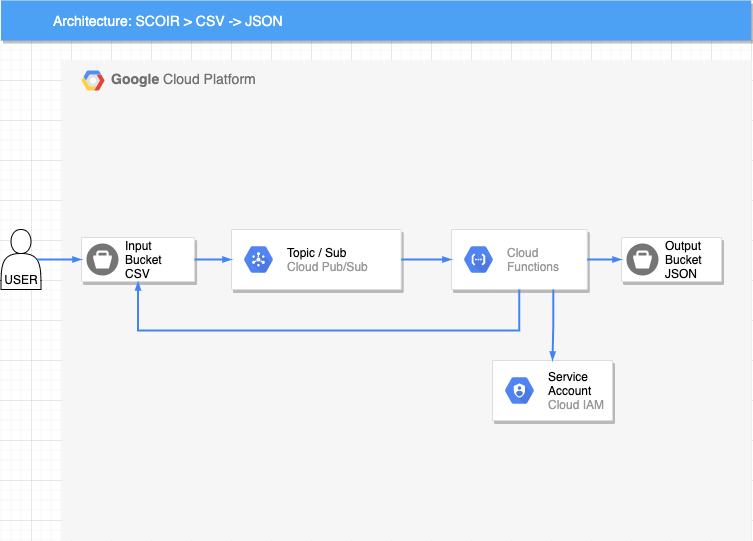 Architecture: SCOIR > CSV -> JSON
Google Cloud Platform
USER
Input
Bucket
CSV
Topic / Sub
Cloud Pub/Sub
Cloud
Functions
Output
Bucket
JSON
Service
Account
Cloud IAM